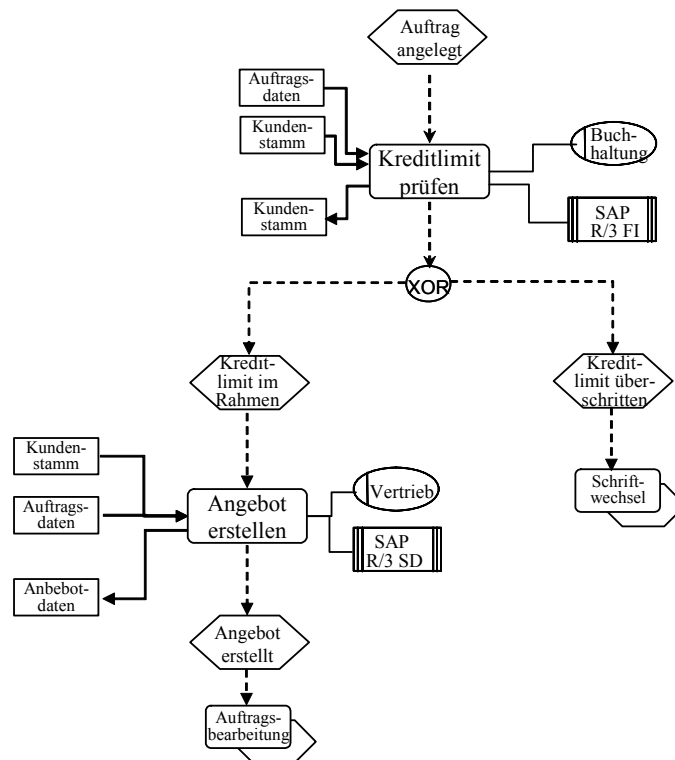 Auftrag
angelegt
Auftrags-
daten
Kunden-
stamm
Kreditlimit
prüfen
Buch-
haltung
Kunden-
stamm
SAP
R/3 FI
XOR
Kredit-
limit im
Rahmen
Kredit-
limit über-
schritten
Kunden-
stamm
Auftrags-
daten
Angebot
erstellen
Vertrieb
SAP
R/3 SD
Schrift-
wechsel
Anbebot-
daten
Angebot
erstellt
Auftrags-
bearbeitung